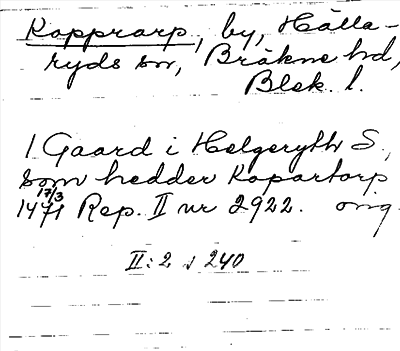 Kopprarp, by, Hälla-
ryds sn, Bräkne hd,
Blek. l.
1 Gaard i Helgeryth S.,
som hedder Kopartorp
17/3
1471 Rep. II nr 2922. orig.
II: 2 s 240